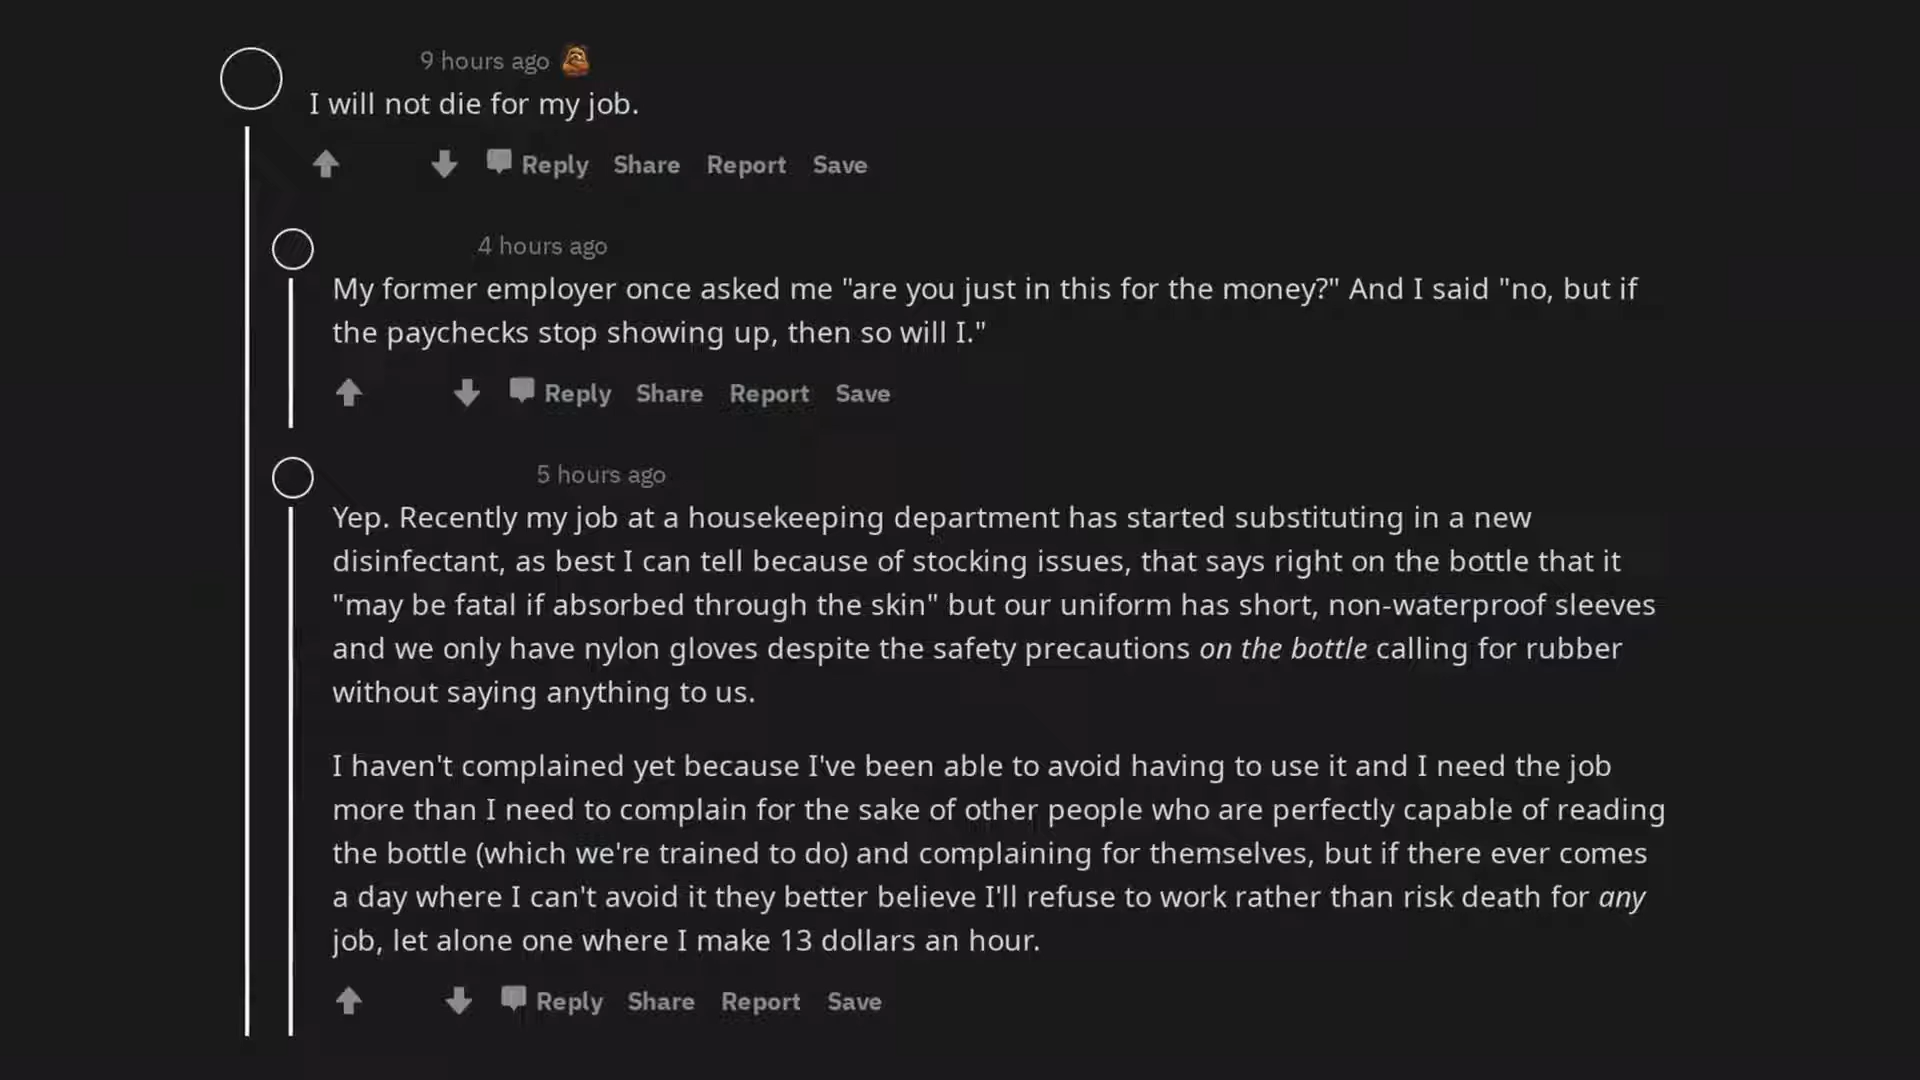 9 hours ago
I will not die for my job.
Reply Share Report Save
4 hours ago
My former employer once asked me "are you just in this for the money?" And I said "no, but if
the paychecks stop showing up, then so will I."
Reply Share Report Save
5 hours ago
Yep. Recently my job at a housekeeping department has started substituting in a new
disinfectant, as best I can tell because of stocking issues, that says right on the bottle that it
"may be fatal if absorbed through the skin" but our uniform has short, non-waterproof sleeves
and we only have nylon gloves despite the safety precautions on the bottle calling for rubber
without saying anything to us.
I haven't complained yet because I've been able to avoid having to use it and I need the job
more than I need to complain for the sake of other people who are perfectly capable of reading
the bottle (which we're trained to do) and complaining for themselves, but if there ever comes
a day where I can't avoid it they better believe I'll refuse to work rather than risk death for any
job, let alone one where I make 13 dollars an hour.
Reply Share Report Save